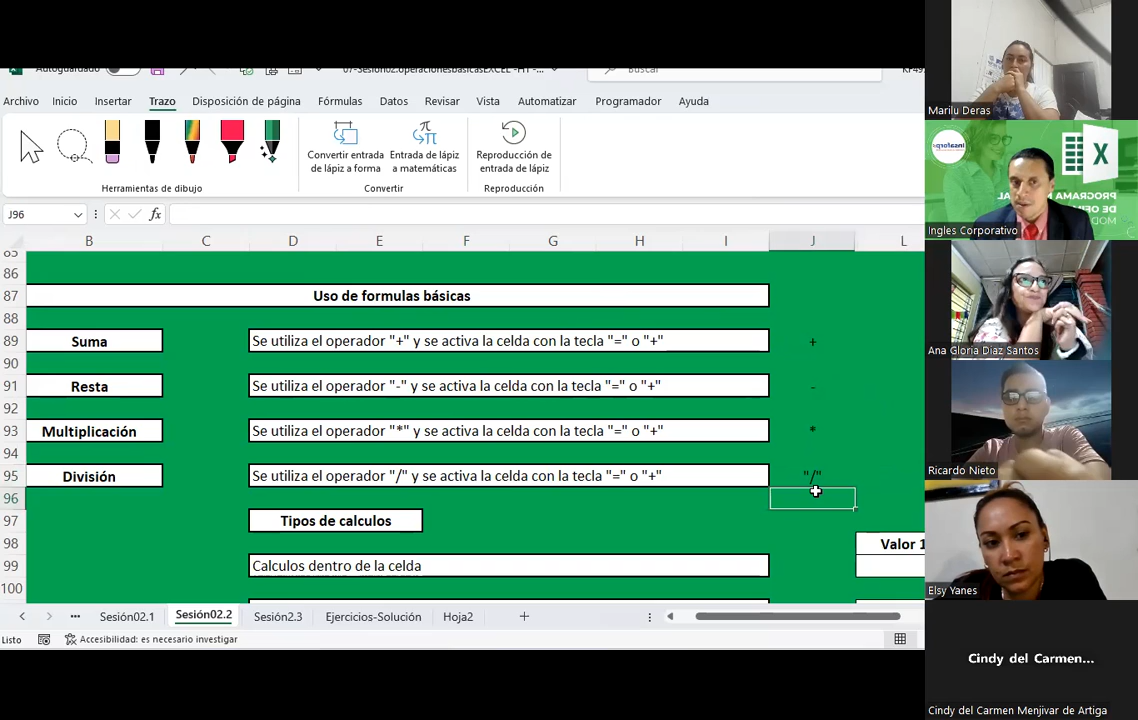 Autoguardado
07-Sesión02.operacionesbasicasEXCEL -HT -...
Buscar
Archivo Inicio Insertar Trazo Disposición de página Fórmulas Datos Revisar Vista Automatizar Programador Ayuda
Convertir entrada de lápiz a forma
Entrada de lápiz a matemáticas
Reproducción de entrada de lápiz
Herramientas de dibujo Convertir Reproducción
J96 fx
B C D E F G H I J L
85
86
87 Uso de formulas básicas
88
89 Suma Se utiliza el operador "+" y se activa la celda con la tecla "=" o "+" +
90
91 Resta Se utiliza el operador "-" y se activa la celda con la tecla "=" o "+" -
92
93 Multiplicación Se utiliza el operador "*" y se activa la celda con la tecla "=" o "+" *
94
95 División Se utiliza el operador "/" y se activa la celda con la tecla "=" o "+" "/"
96
97 Tipos de calculos
98 Valor 1
99 Calculos dentro de la celda
100
... Sesión02.1 Sesión02.2 Sesión2.3 Ejercicios-Solución Hoja2 +
Listo Accesibilidad: es necesario investigar
Marilu Deras
Ingles Corporativo
Ana Gloria Diaz Santos
Ricardo Nieto
Elsy Yanes
Cindy del Carmen...
Cindy del Carmen Menjivar de Artiga